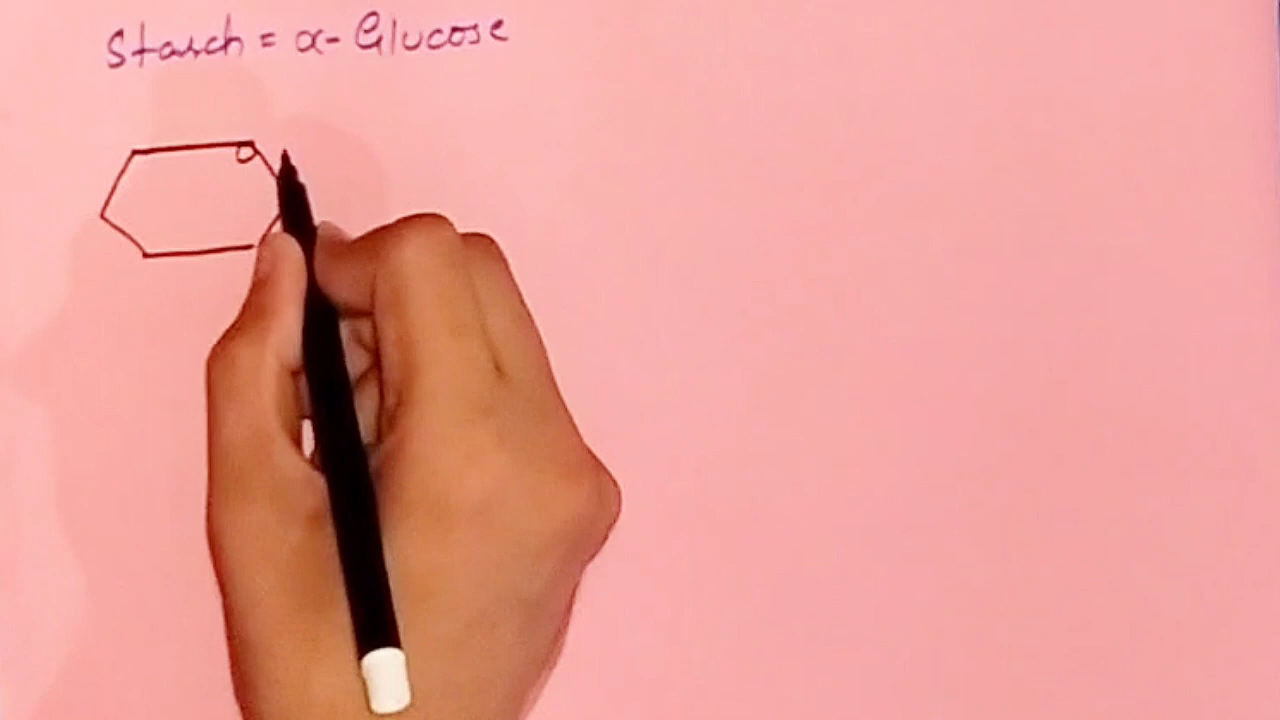 Starch = α- Glucose
O